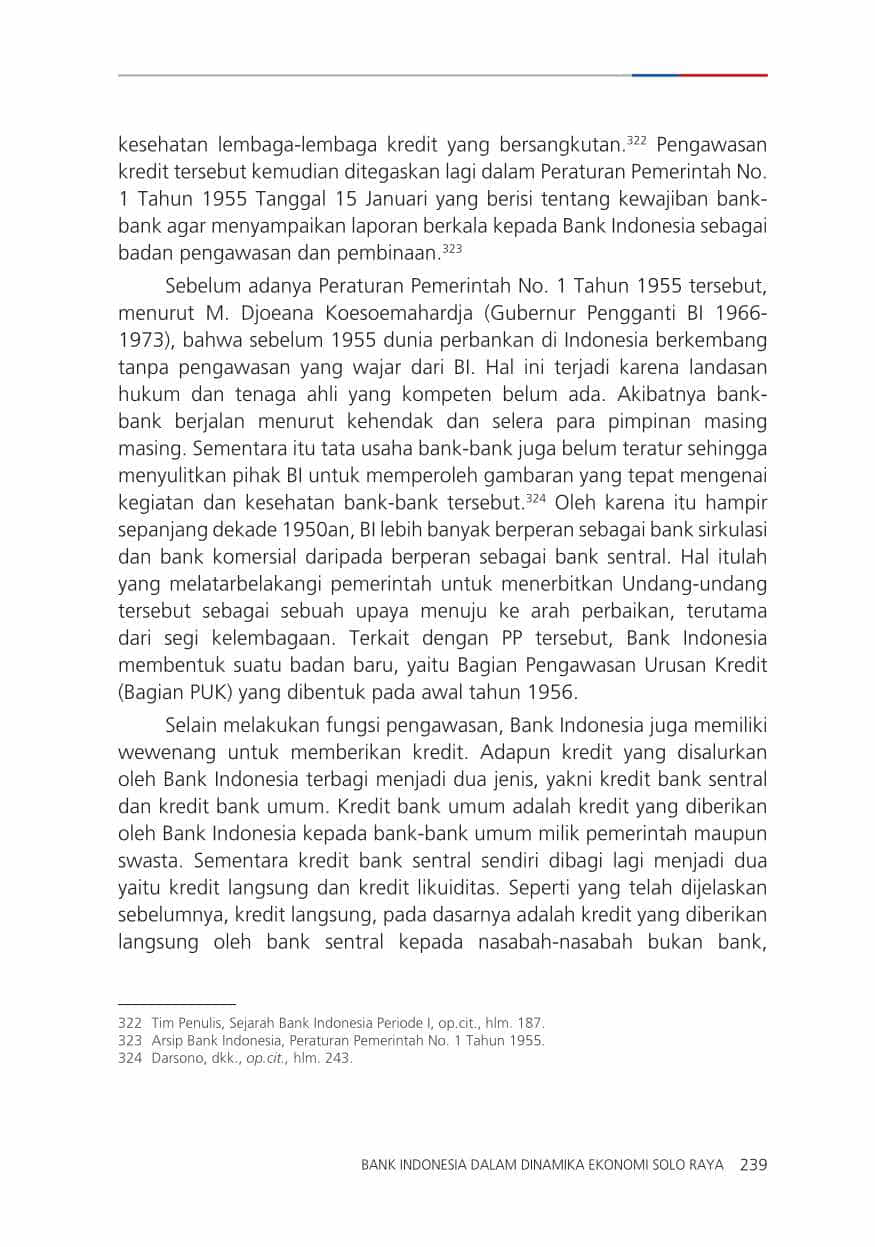 kesehatan lembaga-lembaga kredit yang bersangkutan.³²² Pengawasan
kredit tersebut kemudian ditegaskan lagi dalam Peraturan Pemerintah No.
1 Tahun 1955 Tanggal 15 Januari yang berisi tentang kewajiban bank-
bank agar menyampaikan laporan berkala kepada Bank Indonesia sebagai
badan pengawasan dan pembinaan.³²³
Sebelum adanya Peraturan Pemerintah No. 1 Tahun 1955 tersebut,
menurut M. Djoeana Koesoemahardja (Gubernur Pengganti BI 1966-
1973), bahwa sebelum 1955 dunia perbankan di Indonesia berkembang
tanpa pengawasan yang wajar dari BI. Hal ini terjadi karena landasan
hukum dan tenaga ahli yang kompeten belum ada. Akibatnya bank-
bank berjalan menurut kehendak dan selera para pimpinan masing
masing. Sementara itu tata usaha bank-bank juga belum teratur sehingga
menyulitkan pihak BI untuk memperoleh gambaran yang tepat mengenai
kegiatan dan kesehatan bank-bank tersebut.³²⁴ Oleh karena itu hampir
sepanjang dekade 1950an, BI lebih banyak berperan sebagai bank sirkulasi
dan bank komersial daripada berperan sebagai bank sentral. Hal itulah
yang melatarbelakangi pemerintah untuk menerbitkan Undang-undang
tersebut sebagai sebuah upaya menuju ke arah perbaikan, terutama
dari segi kelembagaan. Terkait dengan PP tersebut, Bank Indonesia
membentuk suatu badan baru, yaitu Bagian Pengawasan Urusan Kredit
(Bagian PUK) yang dibentuk pada awal tahun 1956.
Selain melakukan fungsi pengawasan, Bank Indonesia juga memiliki
wewenang untuk memberikan kredit. Adapun kredit yang disalurkan
oleh Bank Indonesia terbagi menjadi dua jenis, yakni kredit bank sentral
dan kredit bank umum. Kredit bank umum adalah kredit yang diberikan
oleh Bank Indonesia kepada bank-bank umum milik pemerintah maupun
swasta. Sementara kredit bank sentral sendiri dibagi lagi menjadi dua
yaitu kredit langsung dan kredit likuiditas. Seperti yang telah dijelaskan
sebelumnya, kredit langsung, pada dasarnya adalah kredit yang diberikan
langsung oleh bank sentral kepada nasabah-nasabah bukan bank,
322 Tim Penulis, Sejarah Bank Indonesia Periode I, op.cit., hlm. 187.
323 Arsip Bank Indonesia, Peraturan Pemerintah No. 1 Tahun 1955.
324 Darsono, dkk., op.cit., hlm. 243.
BANK INDONESIA DALAM DINAMIKA EKONOMI SOLO RAYA 239